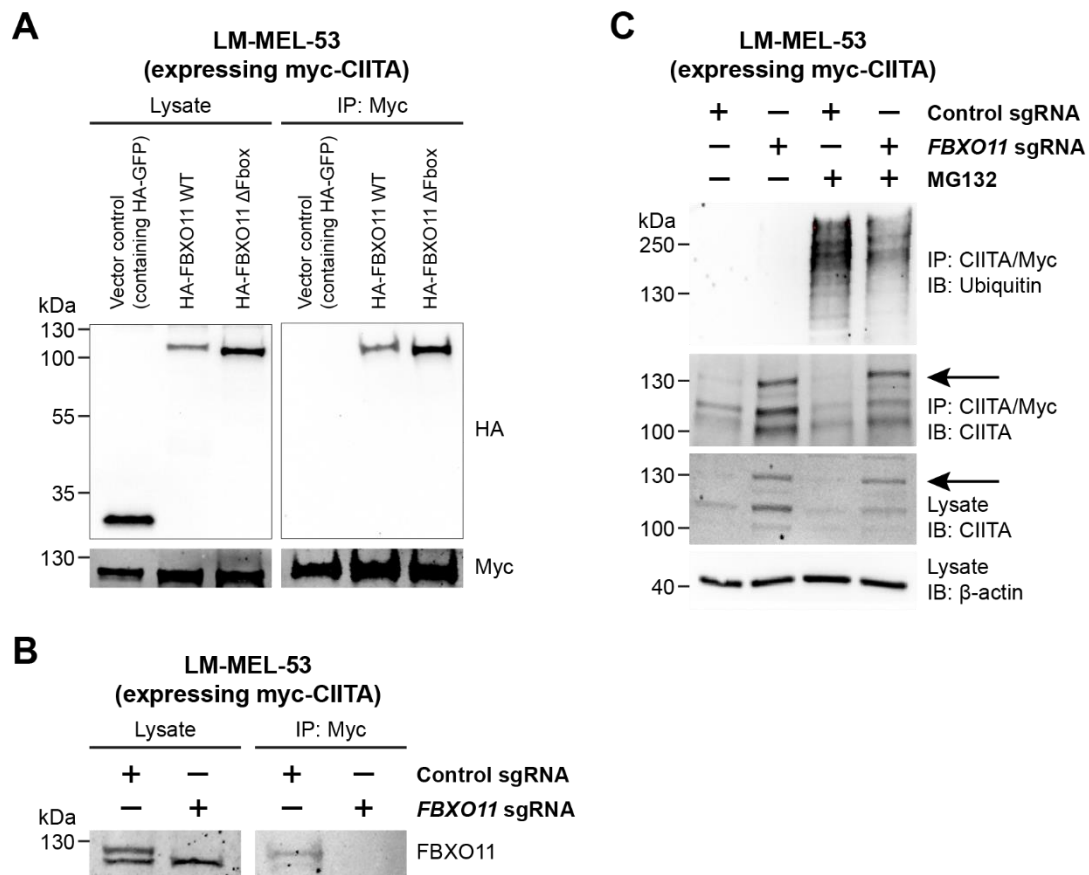 A
LM-MEL-53
(expressing myc-CIITA)
Lysate
IP: Myc
Vector control
(containing HA-GFP)
HA-FBXO11 WT
HA-FBXO11 ΔFbox
Vector control
(containing HA-GFP)
HA-FBXO11 WT
HA-FBXO11 ΔFbox
kDa
130
100
55
35
HA
130
Myc
B
LM-MEL-53
(expressing myc-CIITA)
Lysate
IP: Myc
+ − + − Control sgRNA
− + − + FBXO11 sgRNA
kDa
130
FBXO11
C
LM-MEL-53
(expressing myc-CIITA)
+ − + − Control sgRNA
− + − + FBXO11 sgRNA
− − + + MG132
kDa
250
130
IP: CIITA/Myc
IB: Ubiquitin
130
100
IP: CIITA/Myc
IB: CIITA
130
100
Lysate
IB: CIITA
40
Lysate
IB: β-actin